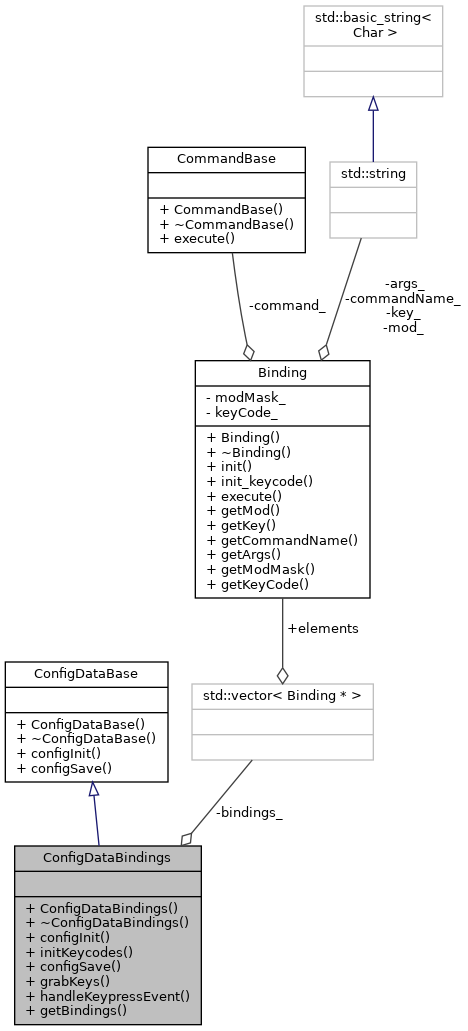 std::basic_string<
Char >
CommandBase
+ CommandBase()
+ ~CommandBase()
+ execute()
std::string
-command_
-args_
-commandName_
-key_
-mod_
Binding
- modMask_
- keyCode_
+ Binding()
+ ~Binding()
+ init()
+ init_keycode()
+ execute()
+ getMod()
+ getKey()
+ getCommandName()
+ getArgs()
+ getModMask()
+ getKeyCode()
+elements
ConfigDataBase
+ ConfigDataBase()
+ ~ConfigDataBase()
+ configInit()
+ configSave()
std::vector< Binding * >
-bindings_
ConfigDataBindings
+ ConfigDataBindings()
+ ~ConfigDataBindings()
+ configInit()
+ initKeycodes()
+ configSave()
+ grabKeys()
+ handleKeypressEvent()
+ getBindings()